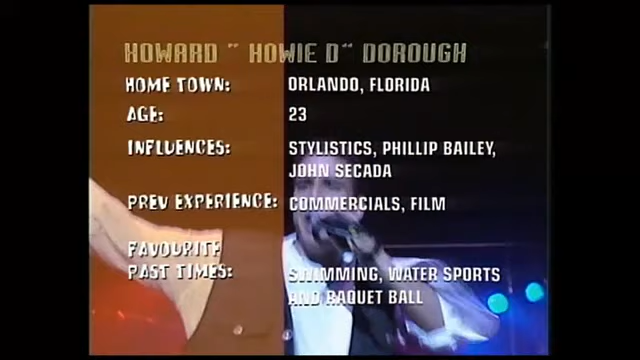 HOWARD " HOWIE D" DOROUGH
HOME TOWN: ORLANDO, FLORIDA
AGE: 23
INFLUENCES: STYLISTICS, PHILLIP BAILEY,
JOHN SECADA
PREV EXPERIENCE: COMMERCIALS, FILM
FAVOURITE
PAST TIMES: SWIMMING, WATER SPORTS
AND RAQUET BALL